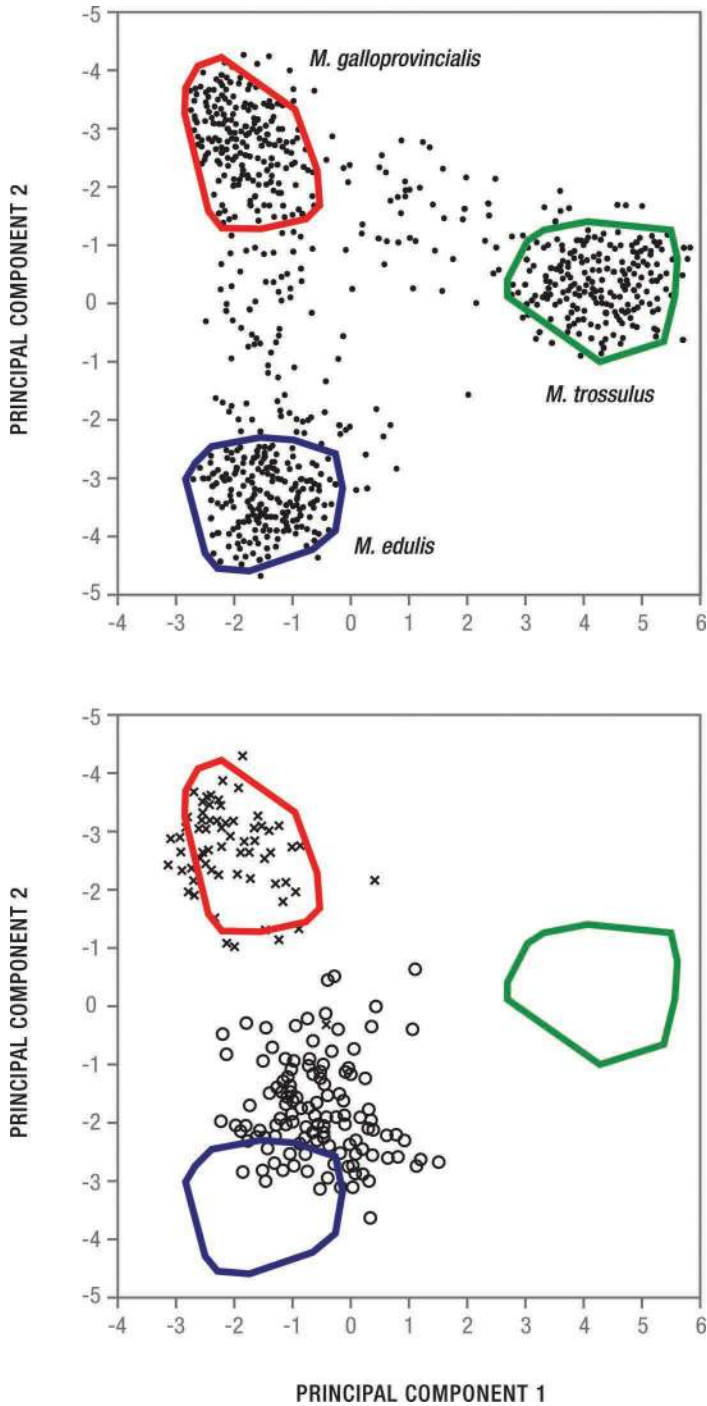 -5
M. galloprovincialis
-4
-3
-2
-1
0
-1
-2
-3
-4
-5
PRINCIPAL COMPONENT 2
M. trossulus
M. edulis
-4 -3 -2 -1 0 1 2 3 4 5 6
-5
-4
-3
-2
-1
0
-1
-2
-3
-4
-5
PRINCIPAL COMPONENT 2
-4 -3 -2 -1 0 1 2 3 4 5 6
PRINCIPAL COMPONENT 1